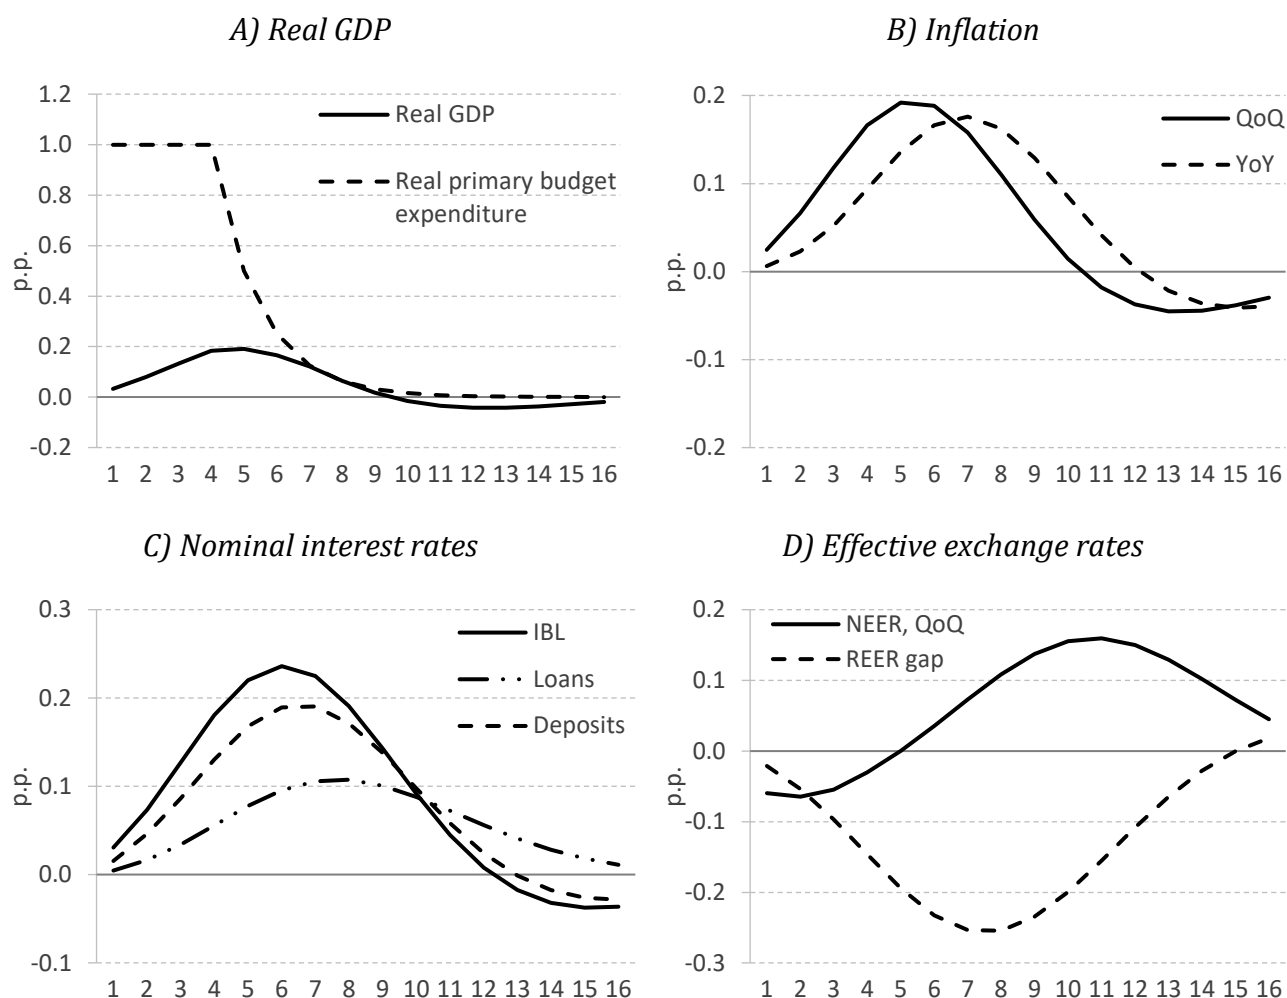 A) Real GDP
1.2
1.0
0.8
0.6
0.4
0.2
0.0
-0.2
p.p.
Real GDP
Real primary budget
expenditure
1 2 3 4 5 6 7 8 9 10 11 12 13 14 15 16
B) Inflation
0.2
0.1
0.0
-0.1
-0.2
p.p.
QoQ
YoY
1 2 3 4 5 6 7 8 9 10 11 12 13 14 15 16
C) Nominal interest rates
0.3
0.2
0.1
0.0
-0.1
p.p.
IBL
Loans
Deposits
1 2 3 4 5 6 7 8 9 10 11 12 13 14 15 16
D) Effective exchange rates
0.2
0.1
0.0
-0.1
-0.2
-0.3
p.p.
NEER, QoQ
REER gap
1 2 3 4 5 6 7 8 9 10 11 12 13 14 15 16